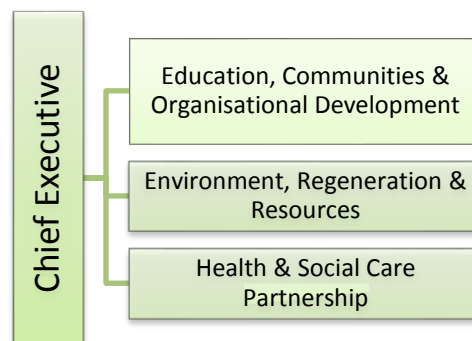 Chief Executive
Education, Communities &
Organisational Development
Environment, Regeneration &
Resources
Health & Social Care
Partnership